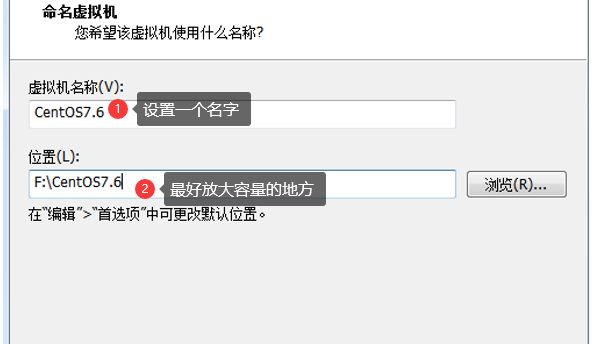 命名虚拟机
您希望该虚拟机使用什么名称?
虚拟机名称(V):
CentOS7.6 1 设置一个名字
位置(L):
F:\CentOS7.6 2 最好放大容量的地方 浏览(R)...
在"编辑">"首选项"中可更改默认位置。